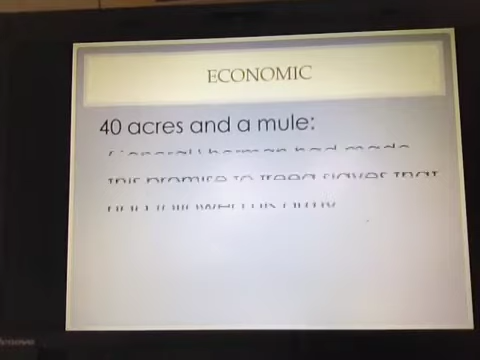 ECONOMIC
40 acres and a mule:
General Sherman had made
this promise to freed slaves that